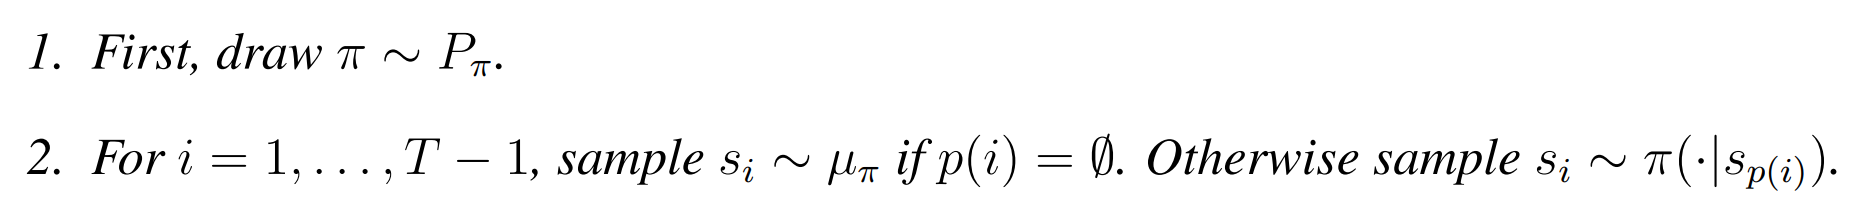 1. First, draw π ∼ P_π.
2. For i = 1, . . . , T − 1, sample s_i ∼ μ_π if p(i) = ∅. Otherwise sample s_i ∼ π(·|s_{p(i)}).